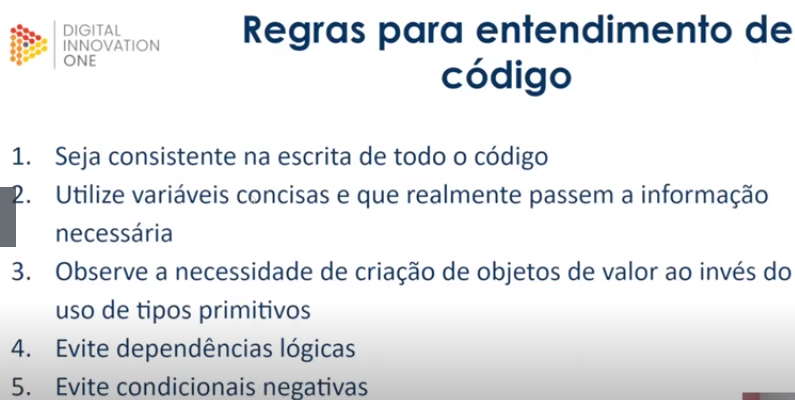 DIGITAL
INNOVATION
ONE
Regras para entendimento de
código
1. Seja consistente na escrita de todo o código
2. Utilize variáveis concisas e que realmente passem a informação
necessária
3. Observe a necessidade de criação de objetos de valor ao invés do
uso de tipos primitivos
4. Evite dependências lógicas
5. Evite condicionais negativas